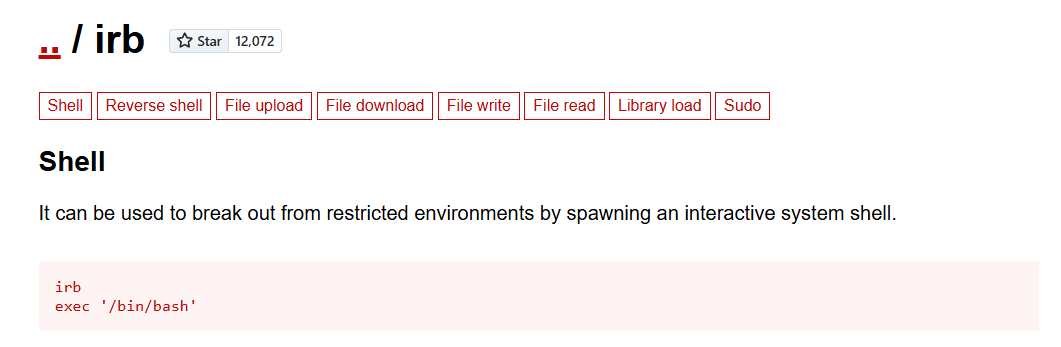 .. / irb Star 12,072
Shell Reverse shell File upload File download File write File read Library load Sudo
Shell
It can be used to break out from restricted environments by spawning an interactive system shell.
irb
exec '/bin/bash'